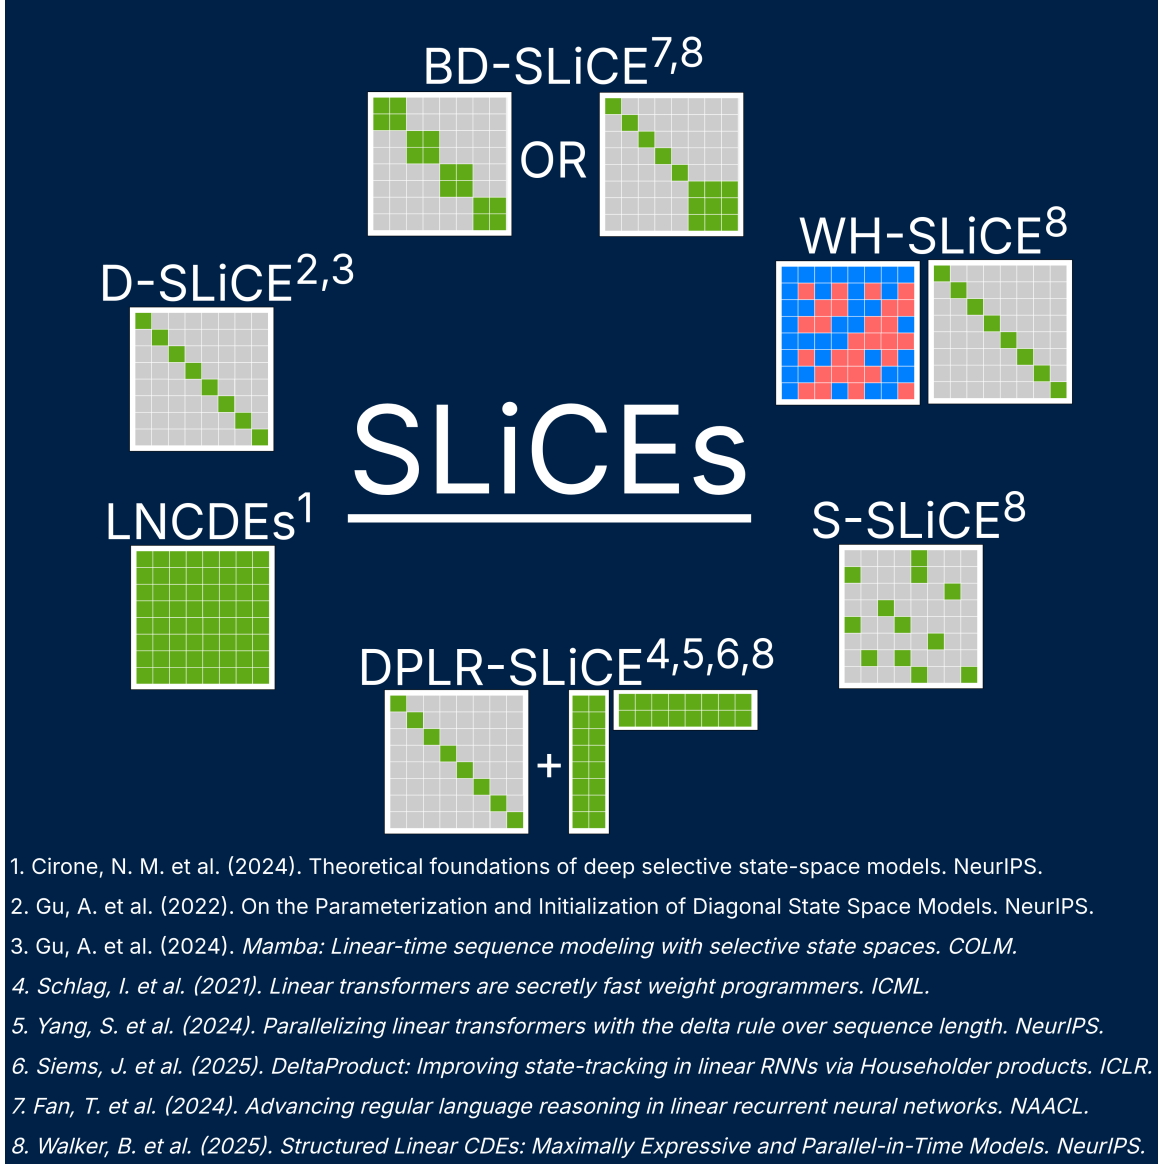 BD-SLiCE7,8
OR
WH-SLiCE8
D-SLiCE2,3
SLiCEs
LNCDEs1
S-SLiCE8
DPLR-SLiCE4,5,6,8
+
1. Cirone, N. M. et al. (2024). Theoretical foundations of deep selective state-space models. NeurIPS.
2. Gu, A. et al. (2022). On the Parameterization and Initialization of Diagonal State Space Models. NeurIPS.
3. Gu, A. et al. (2024). Mamba: Linear-time sequence modeling with selective state spaces. COLM.
4. Schlag, I. et al. (2021). Linear transformers are secretly fast weight programmers. ICML.
5. Yang, S. et al. (2024). Parallelizing linear transformers with the delta rule over sequence length. NeurIPS.
6. Siems, J. et al. (2025). DeltaProduct: Improving state-tracking in linear RNNs via Householder products. ICLR.
7. Fan, T. et al. (2024). Advancing regular language reasoning in linear recurrent neural networks. NAACL.
8. Walker, B. et al. (2025). Structured Linear CDEs: Maximally Expressive and Parallel-in-Time Models. NeurIPS.